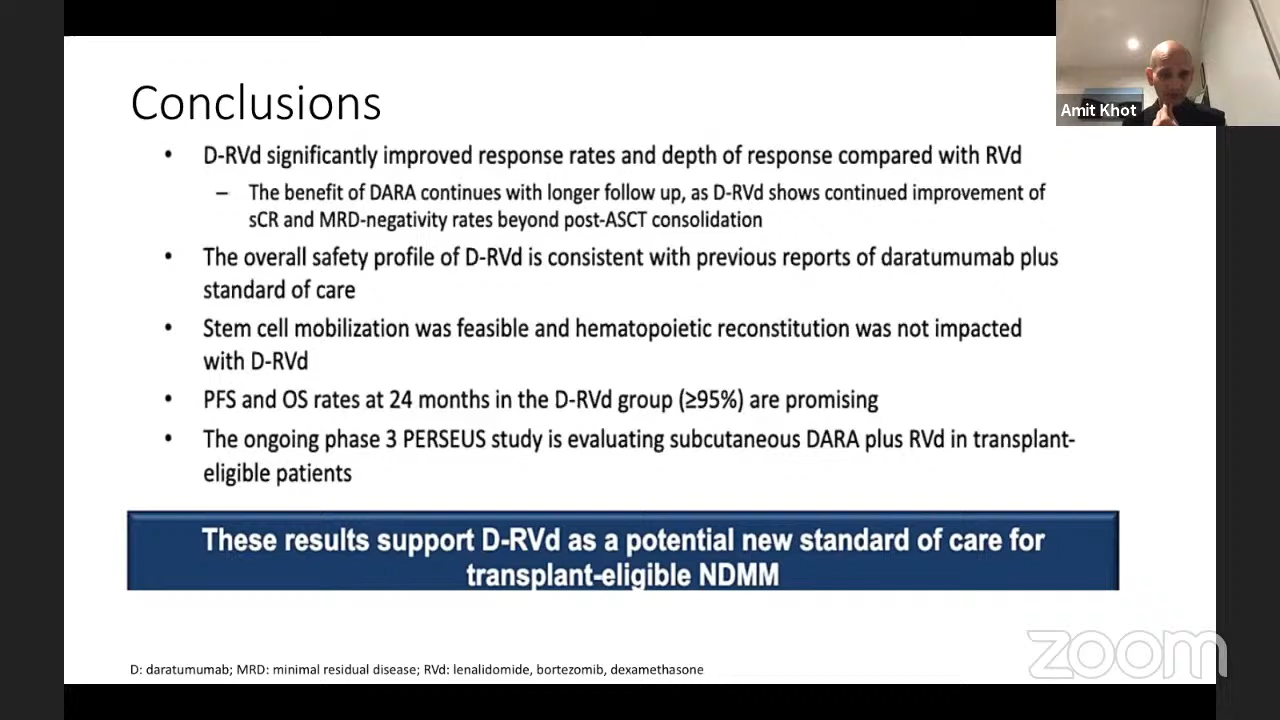 Amit Khot
Conclusions
• D-RVd significantly improved response rates and depth of response compared with RVd
– The benefit of DARA continues with longer follow up, as D-RVd shows continued improvement of
sCR and MRD-negativity rates beyond post-ASCT consolidation
• The overall safety profile of D-RVd is consistent with previous reports of daratumumab plus
standard of care
• Stem cell mobilization was feasible and hematopoietic reconstitution was not impacted
with D-RVd
• PFS and OS rates at 24 months in the D-RVd group (≥95%) are promising
• The ongoing phase 3 PERSEUS study is evaluating subcutaneous DARA plus RVd in transplant-
eligible patients
These results support D-RVd as a potential new standard of care for
transplant-eligible NDMM
zoom
D: daratumumab; MRD: minimal residual disease; RVd: lenalidomide, bortezomib, dexamethasone